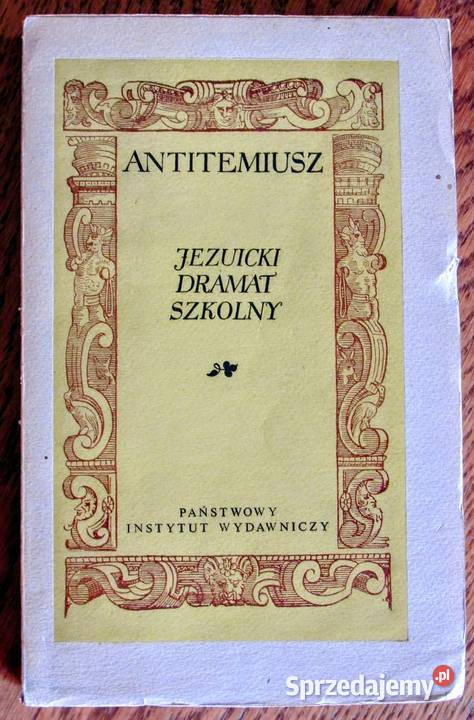 ANTITEMIUSZ
JEZUICKI
DRAMAT
SZKOLNY
PAŃSTWOWY
INSTYTUT WYDAWNICZY
Sprzedajemy.pl